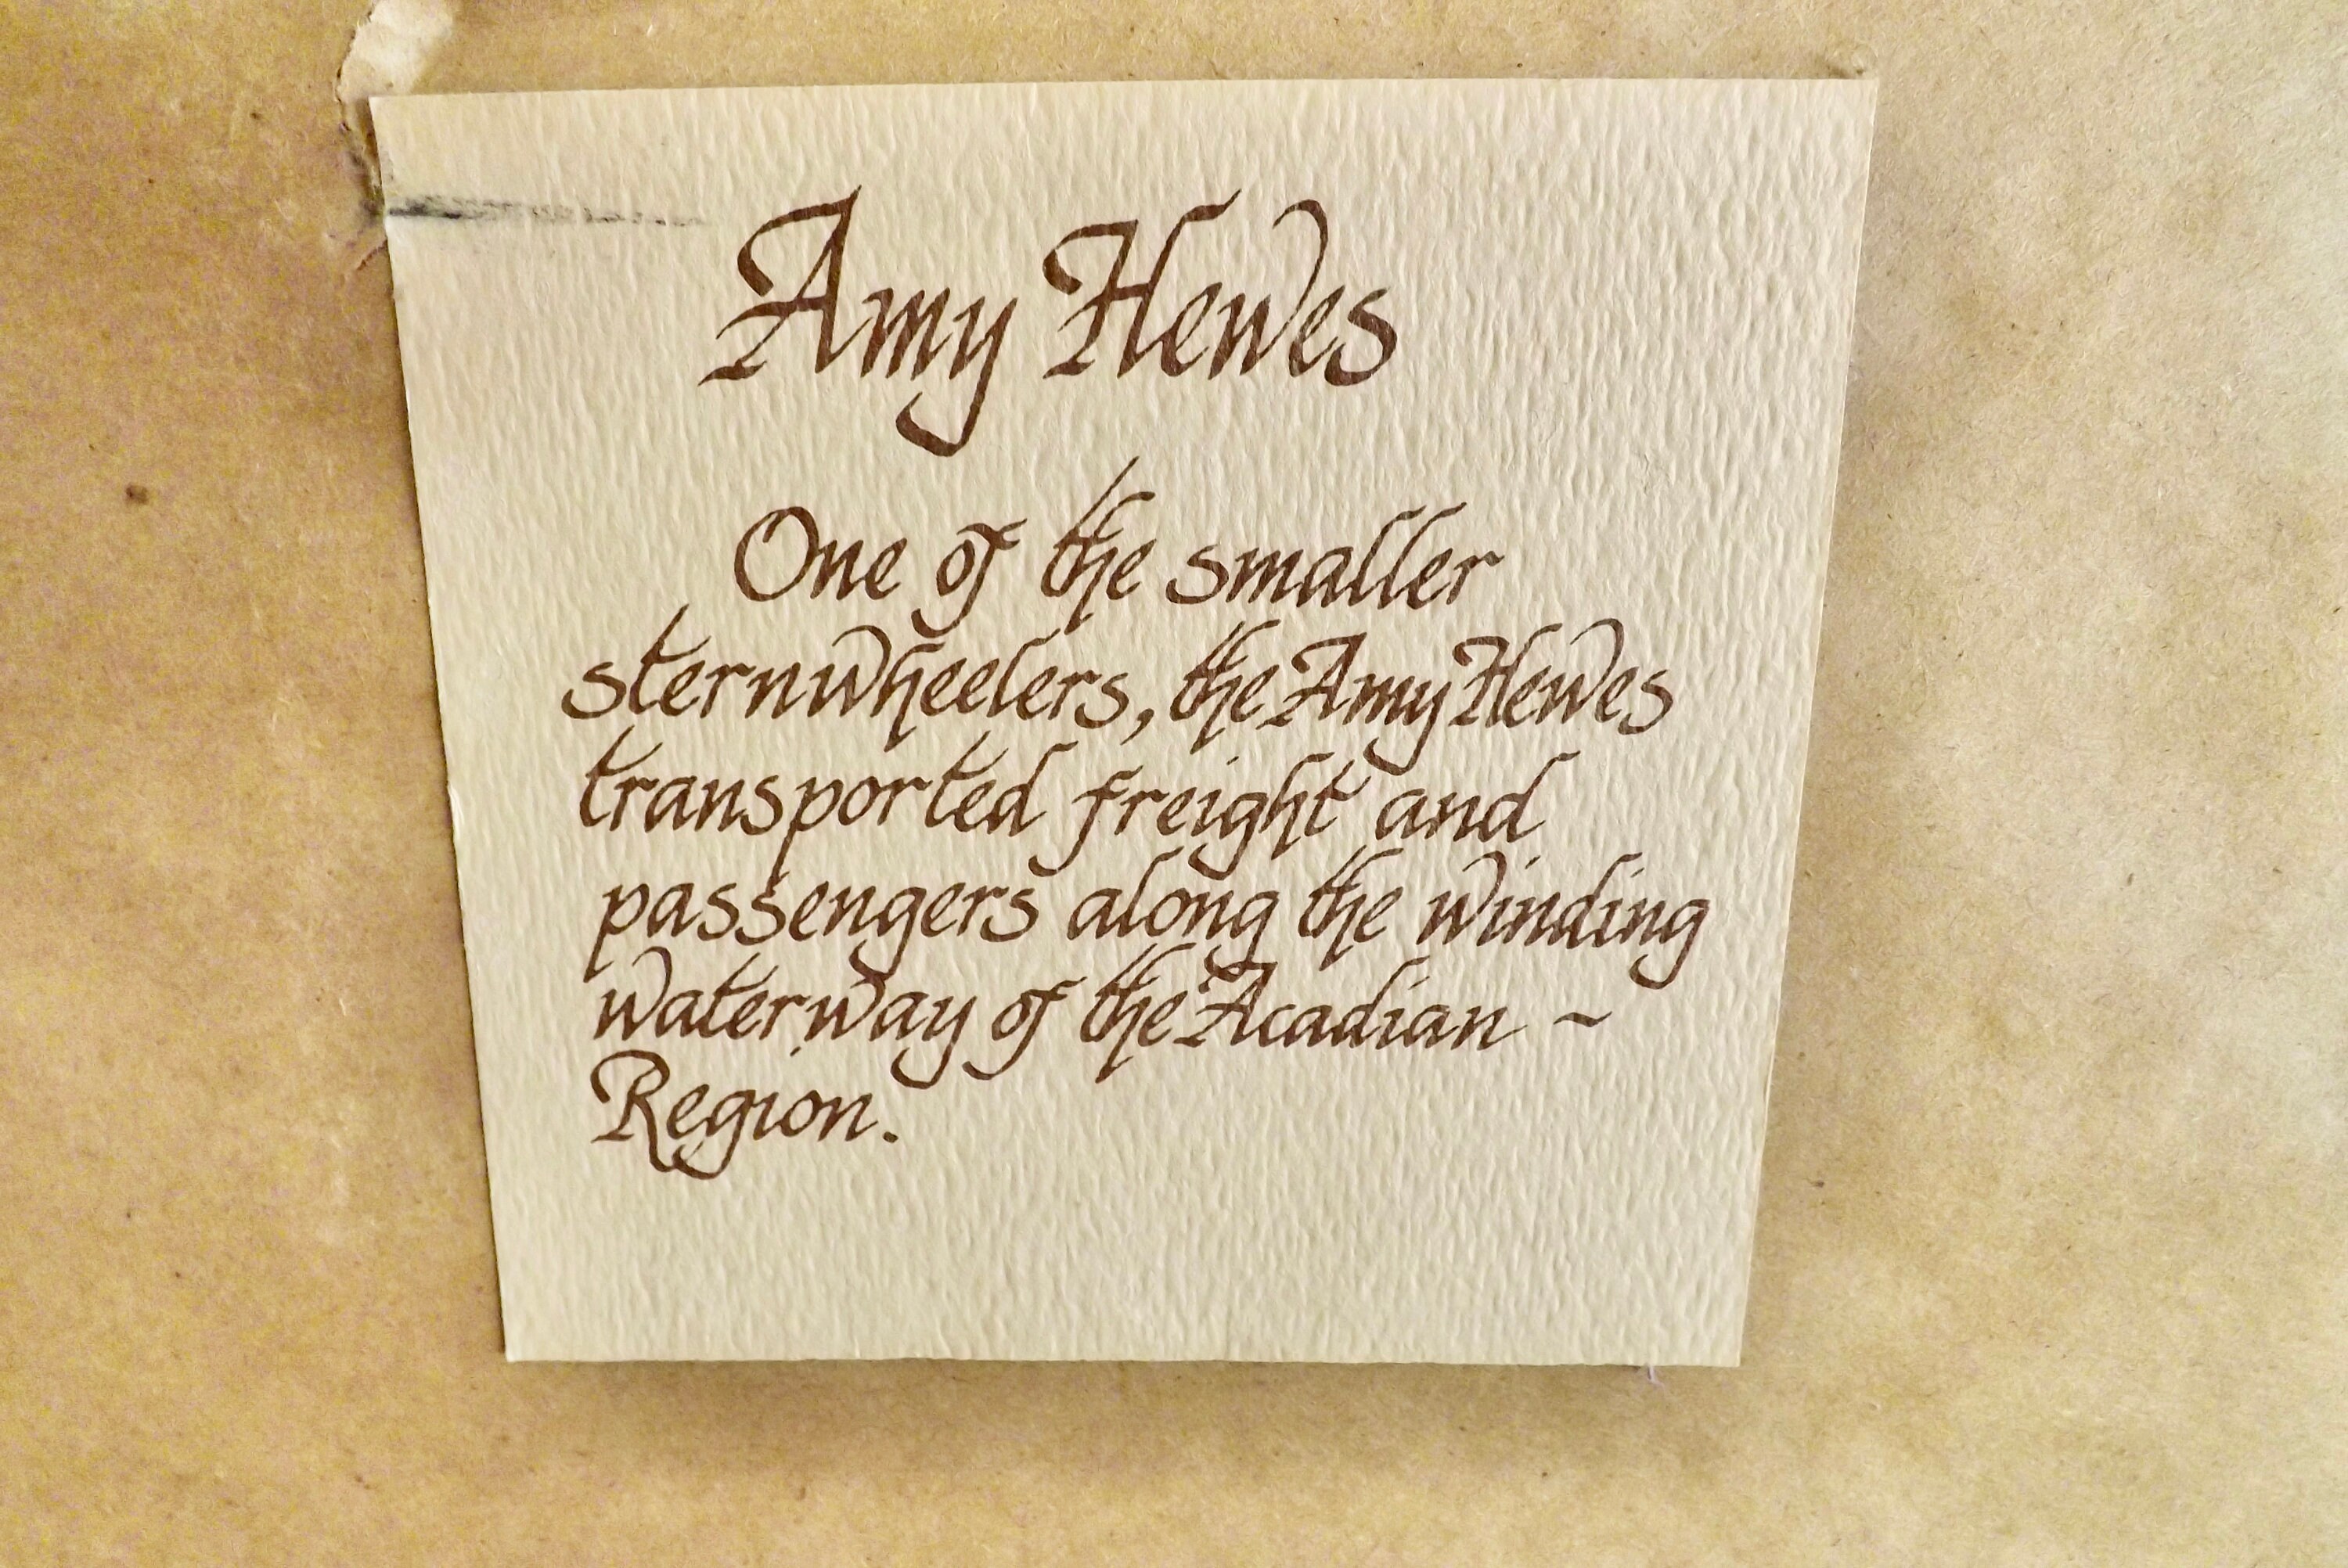 Amy Hewes
One of the smaller
sternwheelers, the Amy Hewes
transported freight and
passengers along the winding
waterway of the Acadian ~
Region.